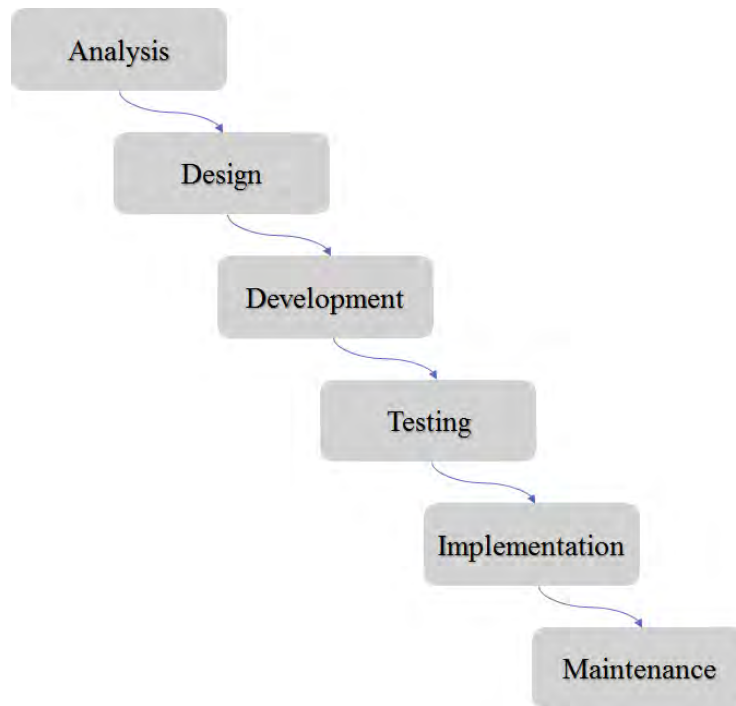 Analysis
Design
Development
Testing
Implementation
Maintenance